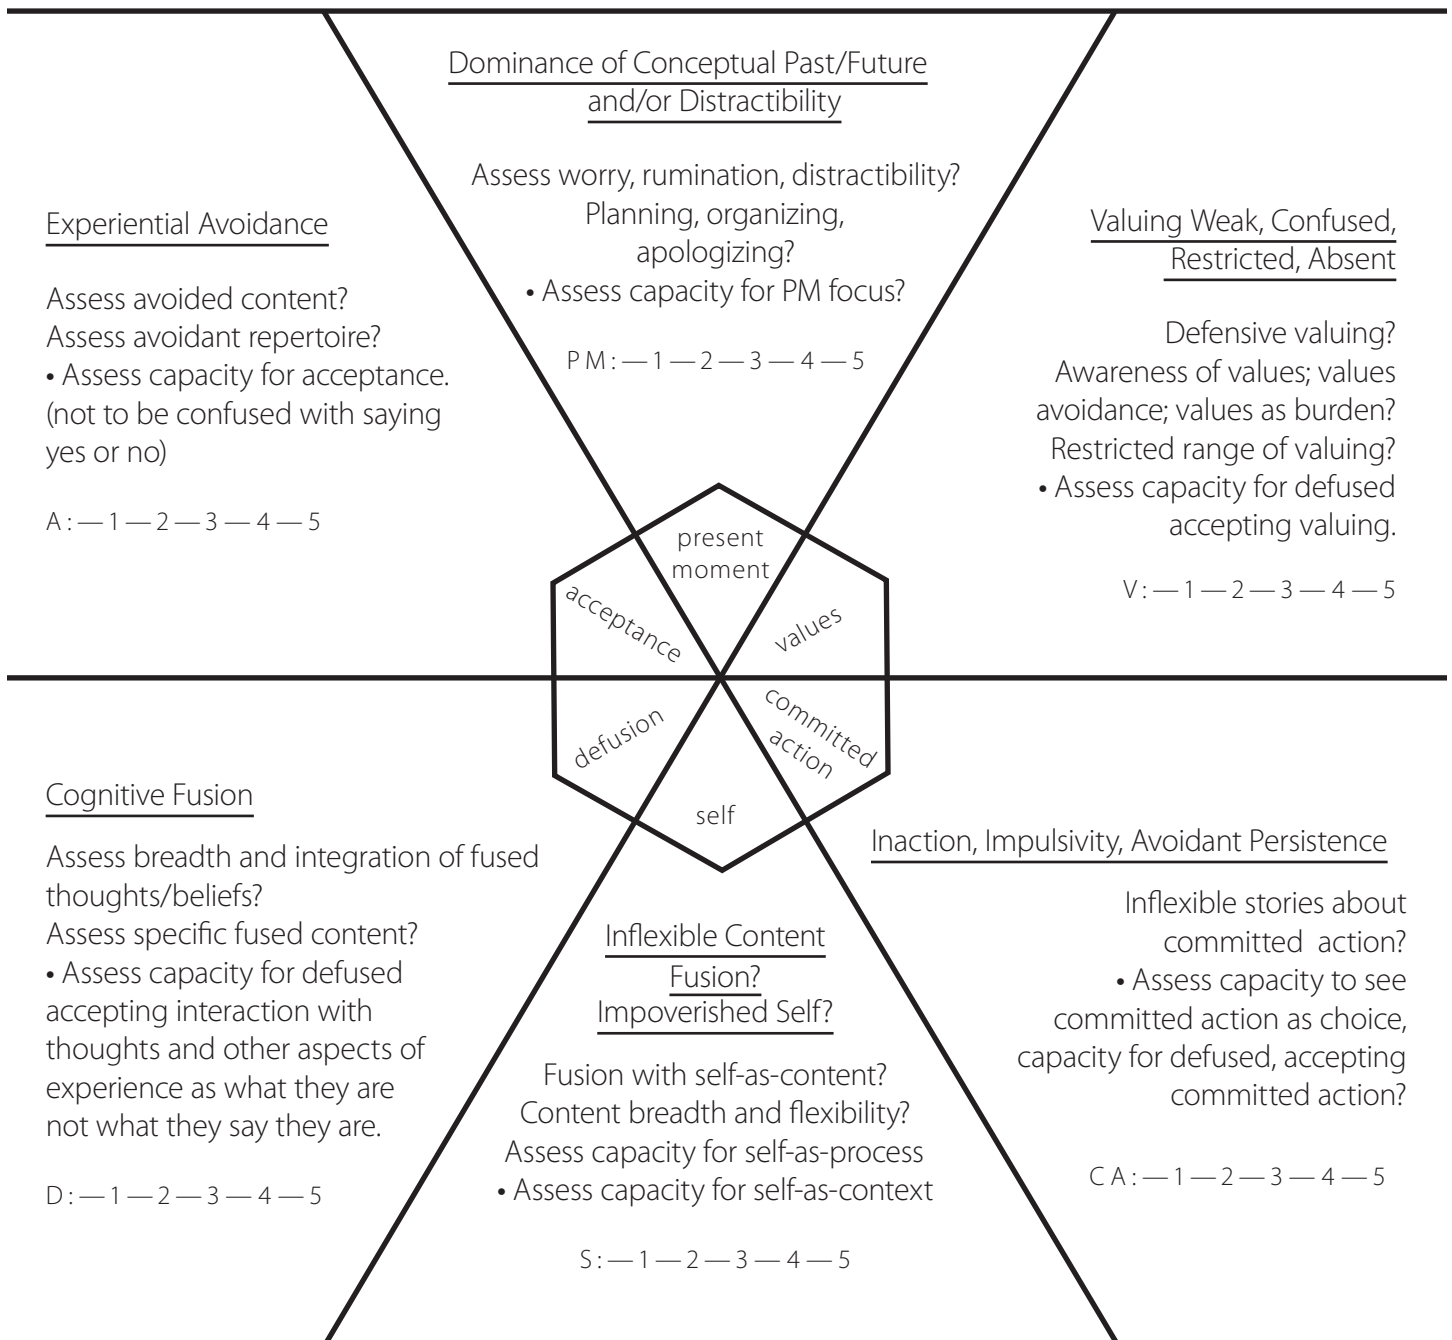 Dominance of Conceptual Past/Future
and/or Distractibility
Assess worry, rumination, distractibility?
Planning, organizing,
apologizing?
• Assess capacity for PM focus?
PM: — 1 — 2 — 3 — 4 — 5
Experiential Avoidance
Assess avoided content?
Assess avoidant repertoire?
• Assess capacity for acceptance.
(not to be confused with saying
yes or no)
A: — 1 — 2 — 3 — 4 — 5
Valuing Weak, Confused,
Restricted, Absent
Defensive valuing?
Awareness of values; values
avoidance; values as burden?
Restricted range of valuing?
• Assess capacity for defused
accepting valuing.
V: — 1 — 2 — 3 — 4 — 5
present
moment
acceptance
values
defusion
committed
action
self
Cognitive Fusion
Assess breadth and integration of fused
thoughts/beliefs?
Assess specific fused content?
• Assess capacity for defused
accepting interaction with
thoughts and other aspects of
experience as what they are
not what they say they are.
D: — 1 — 2 — 3 — 4 — 5
Inflexible Content
Fusion?
Impoverished Self?
Fusion with self-as-content?
Content breadth and flexibility?
Assess capacity for self-as-process
• Assess capacity for self-as-context
S: — 1 — 2 — 3 — 4 — 5
Inaction, Impulsivity, Avoidant Persistence
Inflexible stories about
committed action?
• Assess capacity to see
committed action as choice,
capacity for defused, accepting
committed action?
CA: — 1 — 2 — 3 — 4 — 5